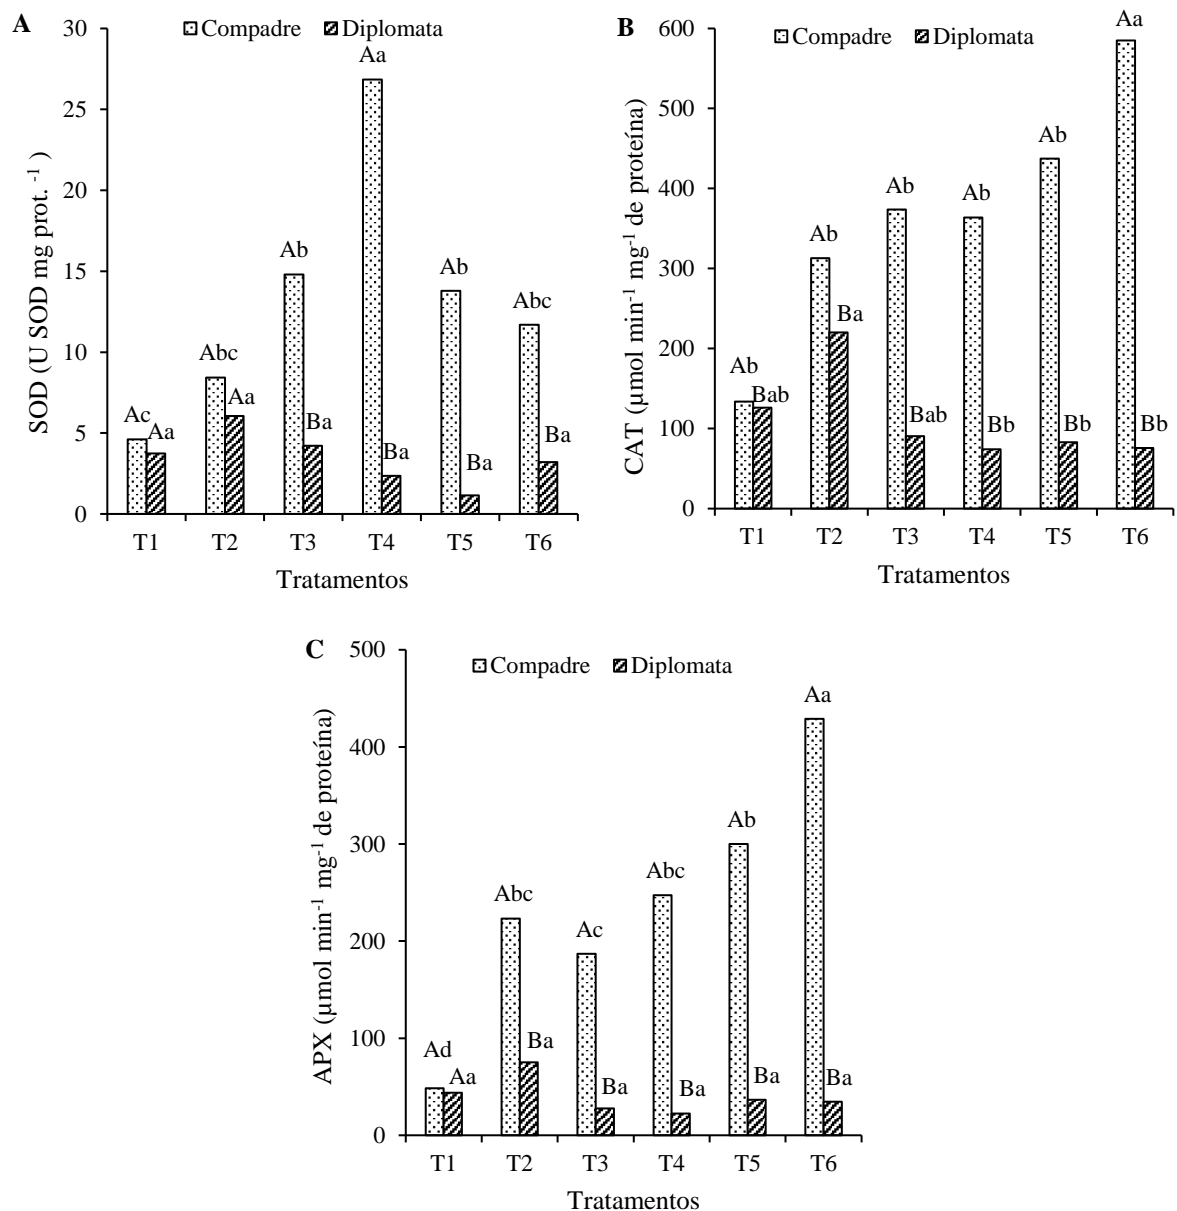 A
Compadre Diplomata
SOD (U SOD mg prot. ⁻¹ )
30
25
20
15
10
5
0
Ac Aa
Abc Aa
Ab Ba
Aa Ba
Ab Ba
Abc Ba
T1 T2 T3 T4 T5 T6
Tratamentos
B
Compadre Diplomata
CAT (µmol min⁻¹ mg⁻¹ de proteína)
600
500
400
300
200
100
0
Ab Bab
Ab Ba
Ab Bab
Ab Bb
Ab Bb
Aa Bb
T1 T2 T3 T4 T5 T6
Tratamentos
C
Compadre Diplomata
APX (µmol min⁻¹ mg⁻¹ de proteína)
500
400
300
200
100
0
Ad Aa
Abc Ba
Ac Ba
Abc Ba
Ab Ba
Aa Ba
T1 T2 T3 T4 T5 T6
Tratamentos